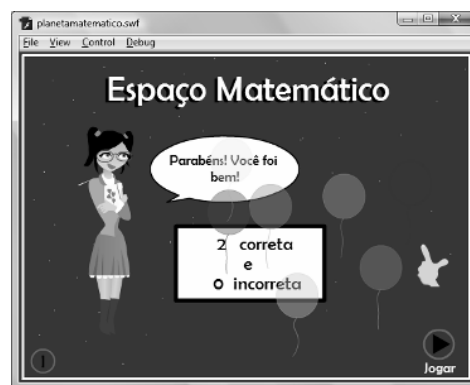 planetamatematico.swf
File View Control Debug
Espaço Matemático
Parabéns! Você foi
bem!
2 correta
e
0 incorreta
Jogar